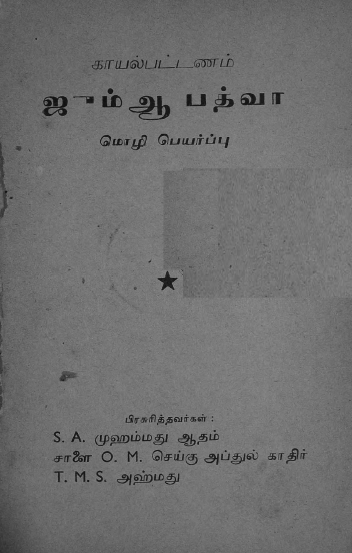 காயல்பட்டணம்
ஜும்ஆ பத்வா
மொழி பெயர்ப்பு
பிரசுரித்தவர்கள் :
S. A. முஹம்மது ஆதம்
சாளை O. M. செய்கு அப்துல் காதிர்
T. M. S. அஹ்மது